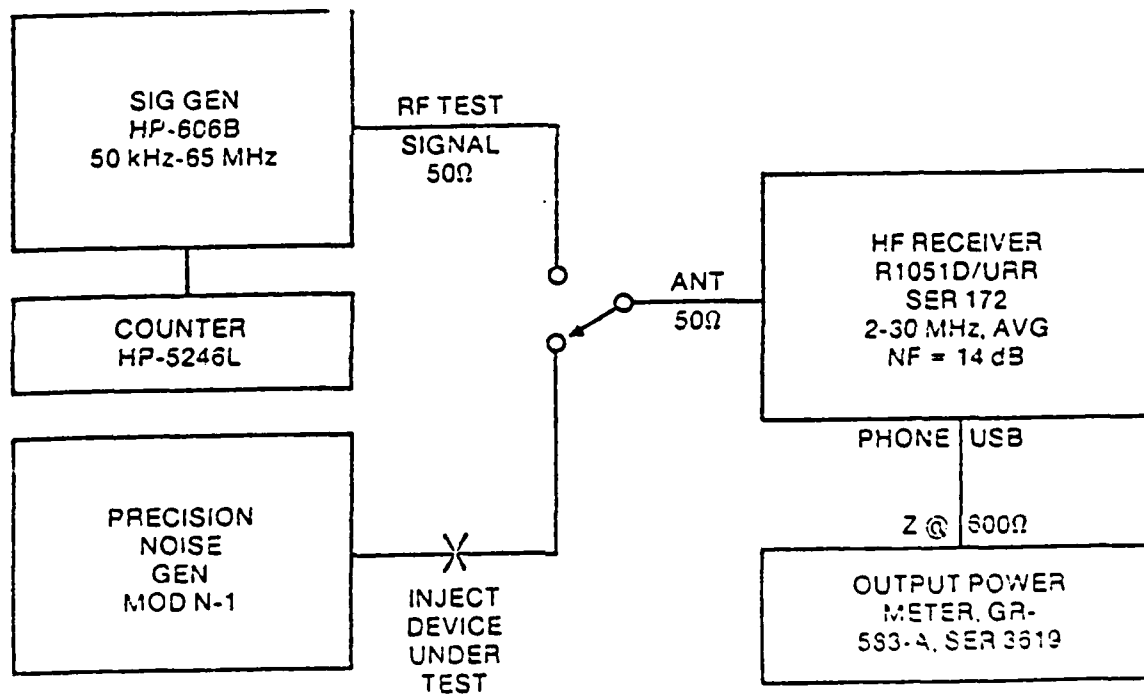 SIG GEN
HP-606B
50 kHz-65 MHz
RF TEST
SIGNAL
50Ω
COUNTER
HP-5246L
ANT
50Ω
HF RECEIVER
R1051D/URR
SER 172
2-30 MHz, AVG
NF = 14 dB
PHONE USB
Z @ 600Ω
PRECISION
NOISE
GEN
MOD N-1
INJECT
DEVICE
UNDER
TEST
OUTPUT POWER
METER, GR-
583-A, SER 3619